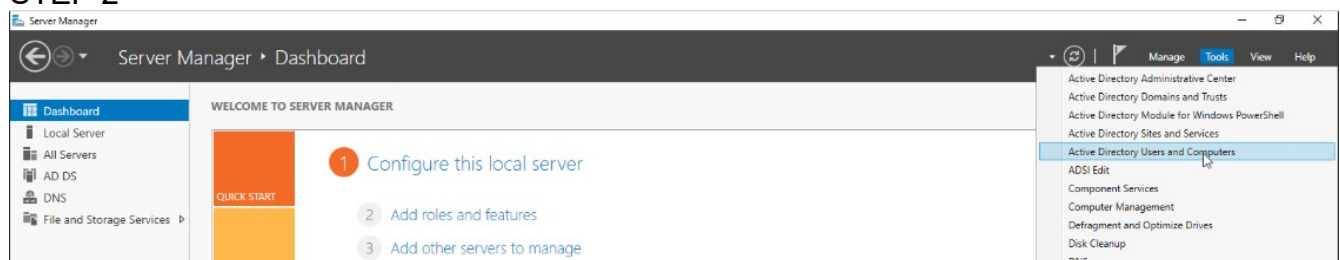 Server Manager
Server Manager • Dashboard
Manage Tools View Help
Dashboard
Local Server
All Servers
AD DS
DNS
File and Storage Services
WELCOME TO SERVER MANAGER
QUICK START
1 Configure this local server
2 Add roles and features
3 Add other servers to manage
Active Directory Administrative Center
Active Directory Domains and Trusts
Active Directory Module for Windows PowerShell
Active Directory Sites and Services
Active Directory Users and Computers
ADSI Edit
Component Services
Computer Management
Defragment and Optimize Drives
Disk Cleanup